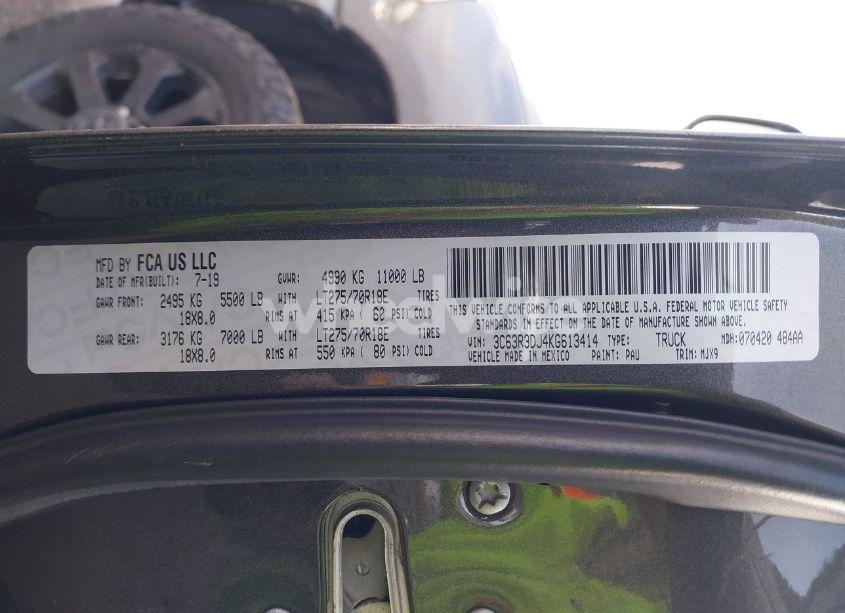 MFD BY FCA US LLC
DATE OF MFR(BUILT): 7-19 GVWR: 4990 KG 11000 LB
GAWR FRONT: 2495 KG 5500 LB WITH LT275/70R18E TIRES
18X8.0 RIMS AT 415 KPA ( 60 PSI) COLD
GAWR REAR: 3176 KG 7000 LB WITH LT275/70R18E TIRES
18X8.0 RIMS AT 550 KPA ( 80 PSI) COLD
THIS VEHICLE CONFORMS TO ALL APPLICABLE U.S.A. FEDERAL MOTOR VEHICLE SAFETY
STANDARDS IN EFFECT ON THE DATE OF MANUFACTURE SHOWN ABOVE.
VIN: 3C63R3DJ4KG613414 TYPE: TRUCK MDH:070420 484AA
VEHICLE MADE IN MEXICO PAINT: PAU TRIM: MJX9